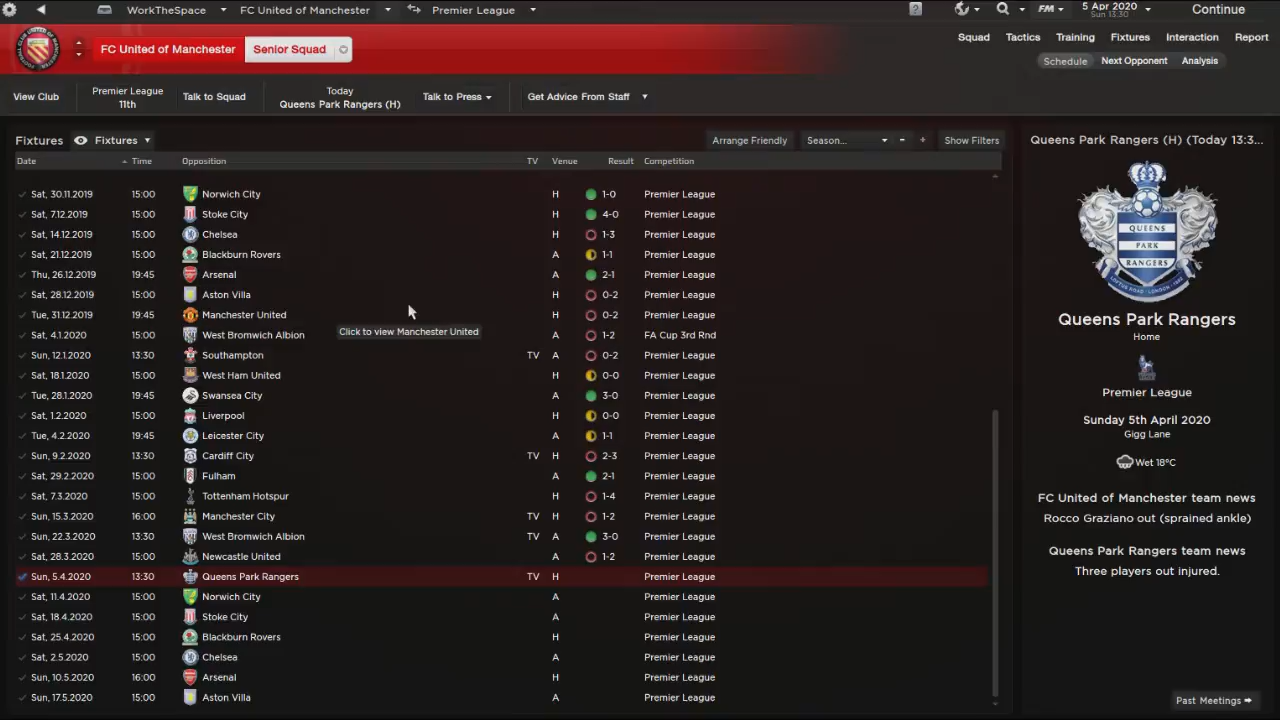 WorkTheSpace FC United of Manchester Premier League FM 5 Apr 2020 Sun 13:30 Continue
FC United of Manchester Senior Squad
Squad Tactics Training Fixtures Interaction Report
Schedule Next Opponent Analysis
View Club Premier League 11th Talk to Squad Today Queens Park Rangers (H) Talk to Press Get Advice From Staff
Fixtures Fixtures Arrange Friendly Season... - + Show Filters
Date Time Opposition TV Venue Result Competition
Sat, 30.11.2019 15:00 Norwich City H 1-0 Premier League
Sat, 7.12.2019 15:00 Stoke City H 4-0 Premier League
Sat, 14.12.2019 15:00 Chelsea H 1-3 Premier League
Sat, 21.12.2019 15:00 Blackburn Rovers A 1-1 Premier League
Thu, 26.12.2019 19:45 Arsenal A 2-1 Premier League
Sat, 28.12.2019 15:00 Aston Villa H 0-2 Premier League
Tue, 31.12.2019 19:45 Manchester United H 0-2 Premier League
Click to view Manchester United
Sat, 4.1.2020 15:00 West Bromwich Albion A 1-2 FA Cup 3rd Rnd
Sun, 12.1.2020 13:30 Southampton TV A 0-2 Premier League
Sat, 18.1.2020 15:00 West Ham United H 0-0 Premier League
Tue, 28.1.2020 19:45 Swansea City A 3-0 Premier League
Sat, 1.2.2020 15:00 Liverpool H 0-0 Premier League
Tue, 4.2.2020 19:45 Leicester City A 1-1 Premier League
Sun, 9.2.2020 13:30 Cardiff City TV H 2-3 Premier League
Sat, 29.2.2020 15:00 Fulham A 2-1 Premier League
Sat, 7.3.2020 15:00 Tottenham Hotspur H 1-4 Premier League
Sun, 15.3.2020 16:00 Manchester City TV H 1-2 Premier League
Sun, 22.3.2020 13:30 West Bromwich Albion TV A 3-0 Premier League
Sat, 28.3.2020 15:00 Newcastle United A 1-2 Premier League
Sun, 5.4.2020 13:30 Queens Park Rangers TV H Premier League
Sat, 11.4.2020 15:00 Norwich City A Premier League
Sat, 18.4.2020 15:00 Stoke City A Premier League
Sat, 25.4.2020 15:00 Blackburn Rovers H Premier League
Sat, 2.5.2020 15:00 Chelsea A Premier League
Sun, 10.5.2020 16:00 Arsenal H Premier League
Sun, 17.5.2020 15:00 Aston Villa A Premier League
Queens Park Rangers (H) (Today 13:3...
QUEENS
PARK
RANGERS
Queens Park Rangers
Home
Premier League
Sunday 5th April 2020
Gigg Lane
Wet 18°C
FC United of Manchester team news
Rocco Graziano out (sprained ankle)
Queens Park Rangers team news
Three players out injured.
Past Meetings